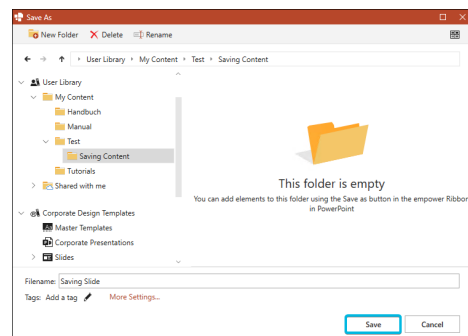 Save As
New Folder Delete Rename
User Library My Content Test Saving Content
User Library
My Content
Handbuch
Manual
Test
Saving Content
Tutorials
Shared with me
Corporate Design Templates
Master Templates
Corporate Presentations
Slides
This folder is empty
You can add elements to this folder using the Save as button in the empower Ribbon
in PowerPoint
Filename: Saving Slide
Tags: Add a tag More Settings...
Save Cancel